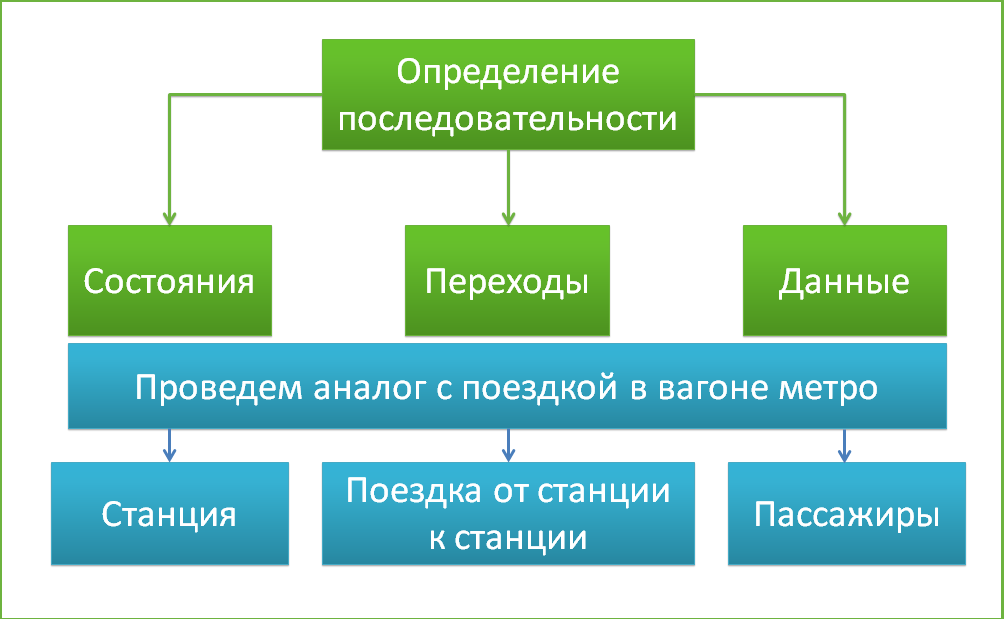 Определение
последовательности
Состояния
Переходы
Данные
Проведем аналог с поездкой в вагоне метро
Станция
Поездка от станции
к станции
Пассажиры